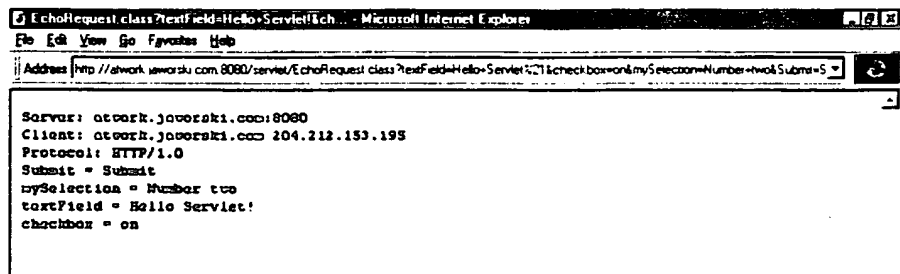 EchoRequest.class?textField=Hello+Servlet!&ch... - Microsoft Internet Explorer
File Edit View Go Favorites Help
Address http://atwork.jaworski.com:8080/servlet/EchoRequest.class?textField=Hello+Servlet%21&checkbox=on&mySelection=Number+two&Submit=S
Server: atwork.jaworski.com:8080
Client: atwork.jaworski.com 204.212.153.195
Protocol: HTTP/1.0
Submit = Submit
mySelection = Number two
textField = Hello Servlet!
checkbox = on